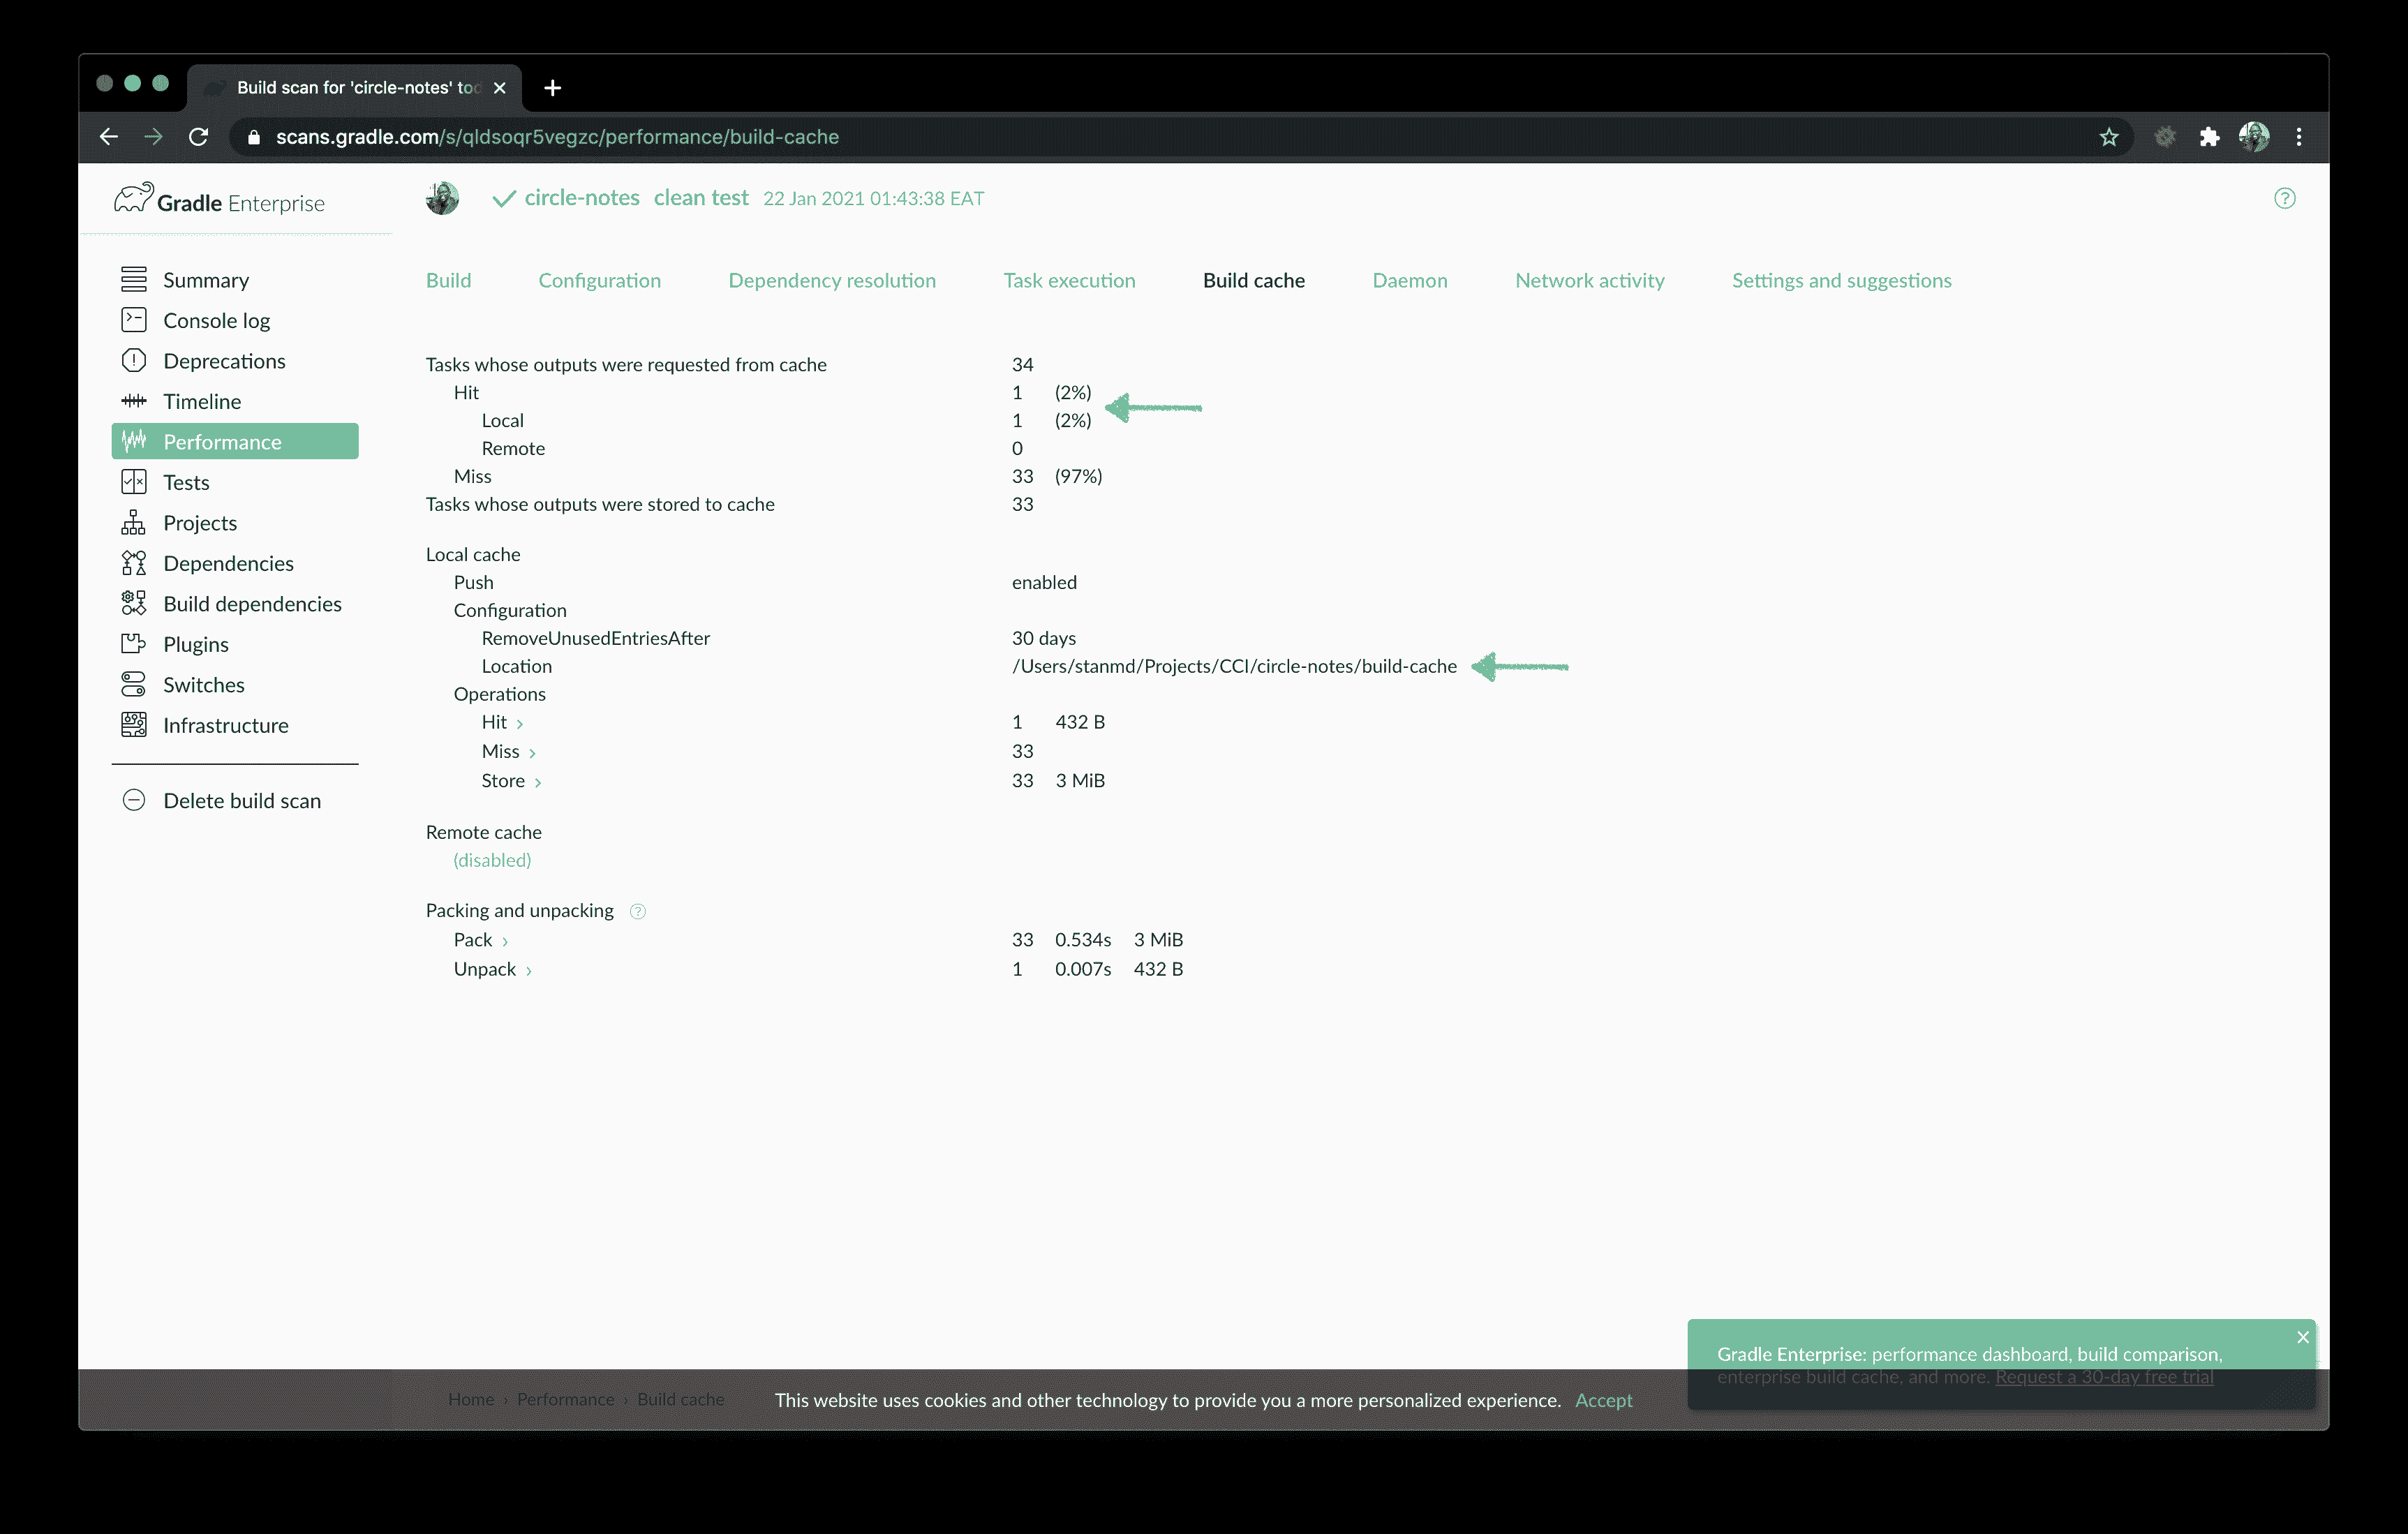 Build scan for 'circle-notes' to
scans.gradle.com/s/qldsoqr5vegzc/performance/build-cache
Gradle Enterprise
circle-notes clean test 22 Jan 2021 01:43:38 EAT
Summary
Console log
Deprecations
Timeline
Performance
Tests
Projects
Dependencies
Build dependencies
Plugins
Switches
Infrastructure
Delete build scan
Build Configuration Dependency resolution Task execution Build cache Daemon Network activity Settings and suggestions
Tasks whose outputs were requested from cache 34
Hit 1 (2%)
Local 1 (2%)
Remote 0
Miss 33 (97%)
Tasks whose outputs were stored to cache 33
Local cache
Push enabled
Configuration
RemoveUnusedEntriesAfter 30 days
Location /Users/stanmd/Projects/CCI/circle-notes/build-cache
Operations
Hit › 1 432 B
Miss › 33
Store › 33 3 MiB
Remote cache
(disabled)
Packing and unpacking ?
Pack › 33 0.534s 3 MiB
Unpack › 1 0.007s 432 B
Gradle Enterprise: performance dashboard, build comparison,
enterprise build cache, and more. Request a 30-day free trial
Home › Performance › Build cache
This website uses cookies and other technology to provide you a more personalized experience. Accept